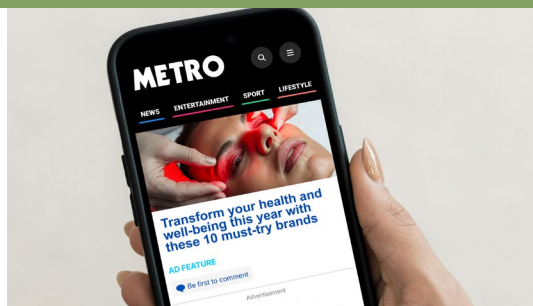 METRO
NEWS ENTERTAINMENT SPORT LIFESTYLE
Transform your health and
well-being this year with
these 10 must-try brands
AD FEATURE
Be first to comment
Advertisement